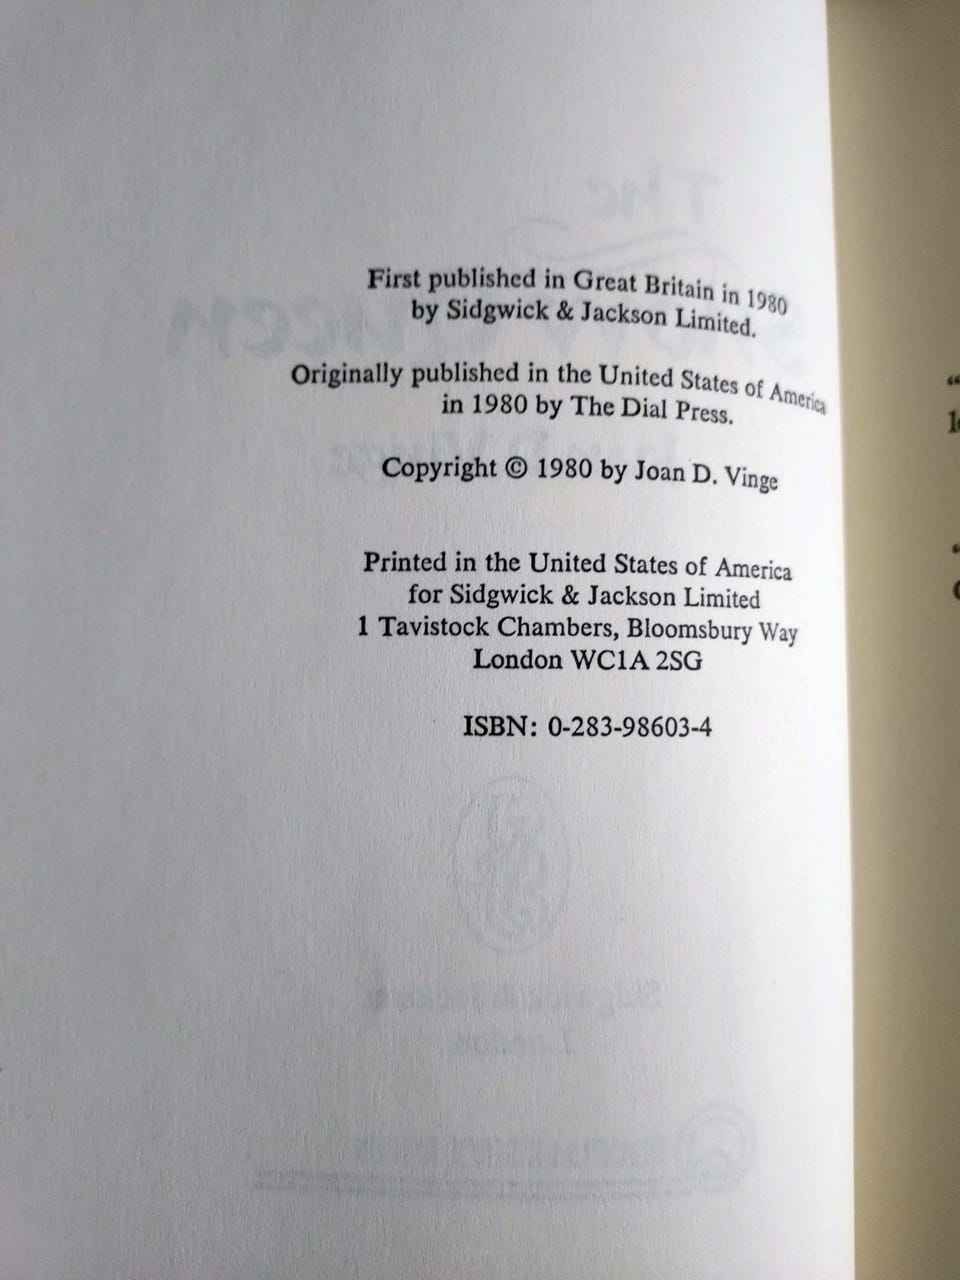 First published in Great Britain in 1980
by Sidgwick & Jackson Limited.
Originally published in the United States of America
in 1980 by The Dial Press.
Copyright © 1980 by Joan D. Vinge
Printed in the United States of America
for Sidgwick & Jackson Limited
1 Tavistock Chambers, Bloomsbury Way
London WC1A 2SG
ISBN: 0-283-98603-4